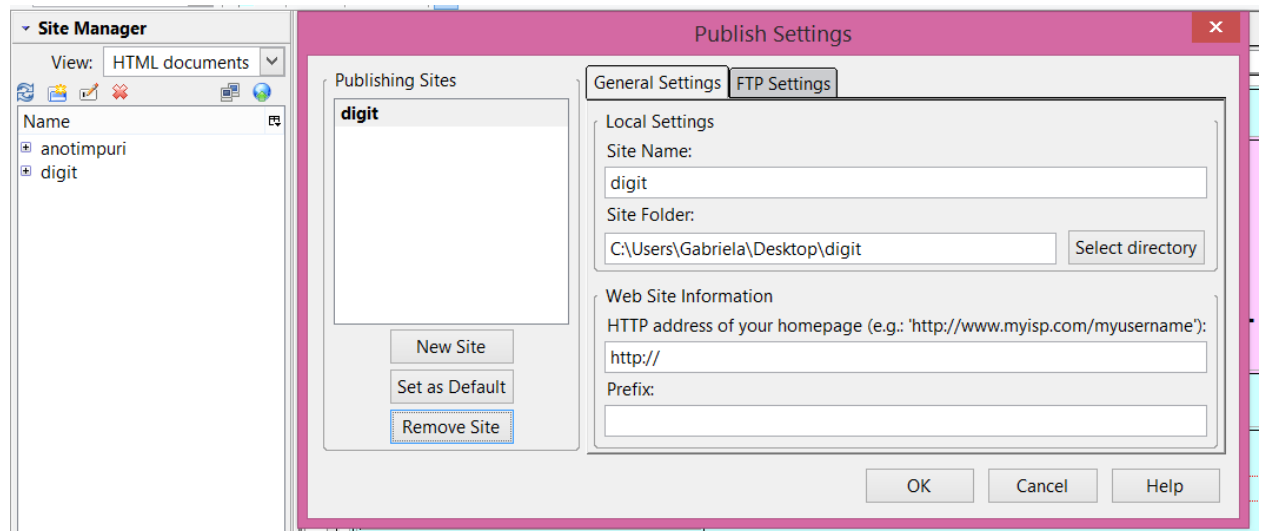 Site Manager
View: HTML documents
Name
anotimpuri
digit
Publish Settings
Publishing Sites
digit
New Site
Set as Default
Remove Site
General Settings FTP Settings
Local Settings
Site Name:
digit
Site Folder:
C:\Users\Gabriela\Desktop\digit Select directory
Web Site Information
HTTP address of your homepage (e.g.: 'http://www.myisp.com/myusername'):
http://
Prefix:
OK Cancel Help